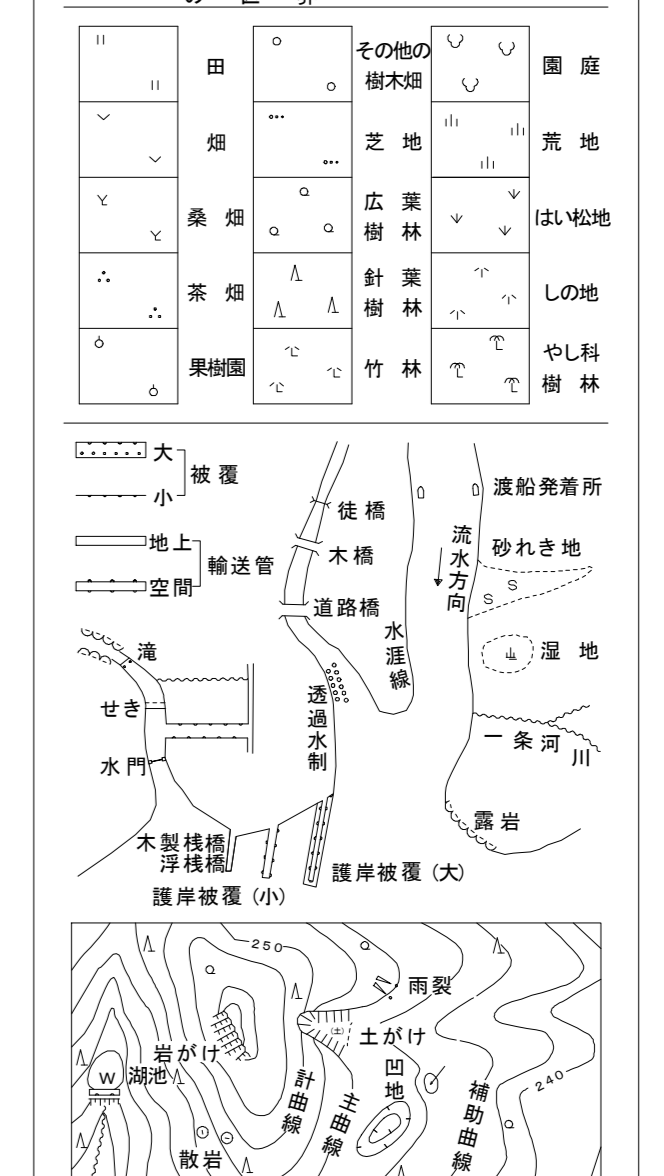 田
畑
桑畑
茶畑
果樹園
その他の
樹木畑
芝地
広葉
樹林
針葉
樹林
竹林
園庭
荒地
はい松地
しの地
やし科
樹林
大
小
被覆
地上
空間
輸送管
徒橋
木橋
道路橋
水涯線
流水方向
渡船発着所
砂れき地
S
S
湿地
一条河川
露岩
滝
せき
水門
透過水制
木製桟橋
浮桟橋
護岸被覆(小)
護岸被覆(大)
250
雨裂
(土)
土がけ
岩がけ
W
湖池
計曲線
主曲線
凹地
補助曲線
240
散岩